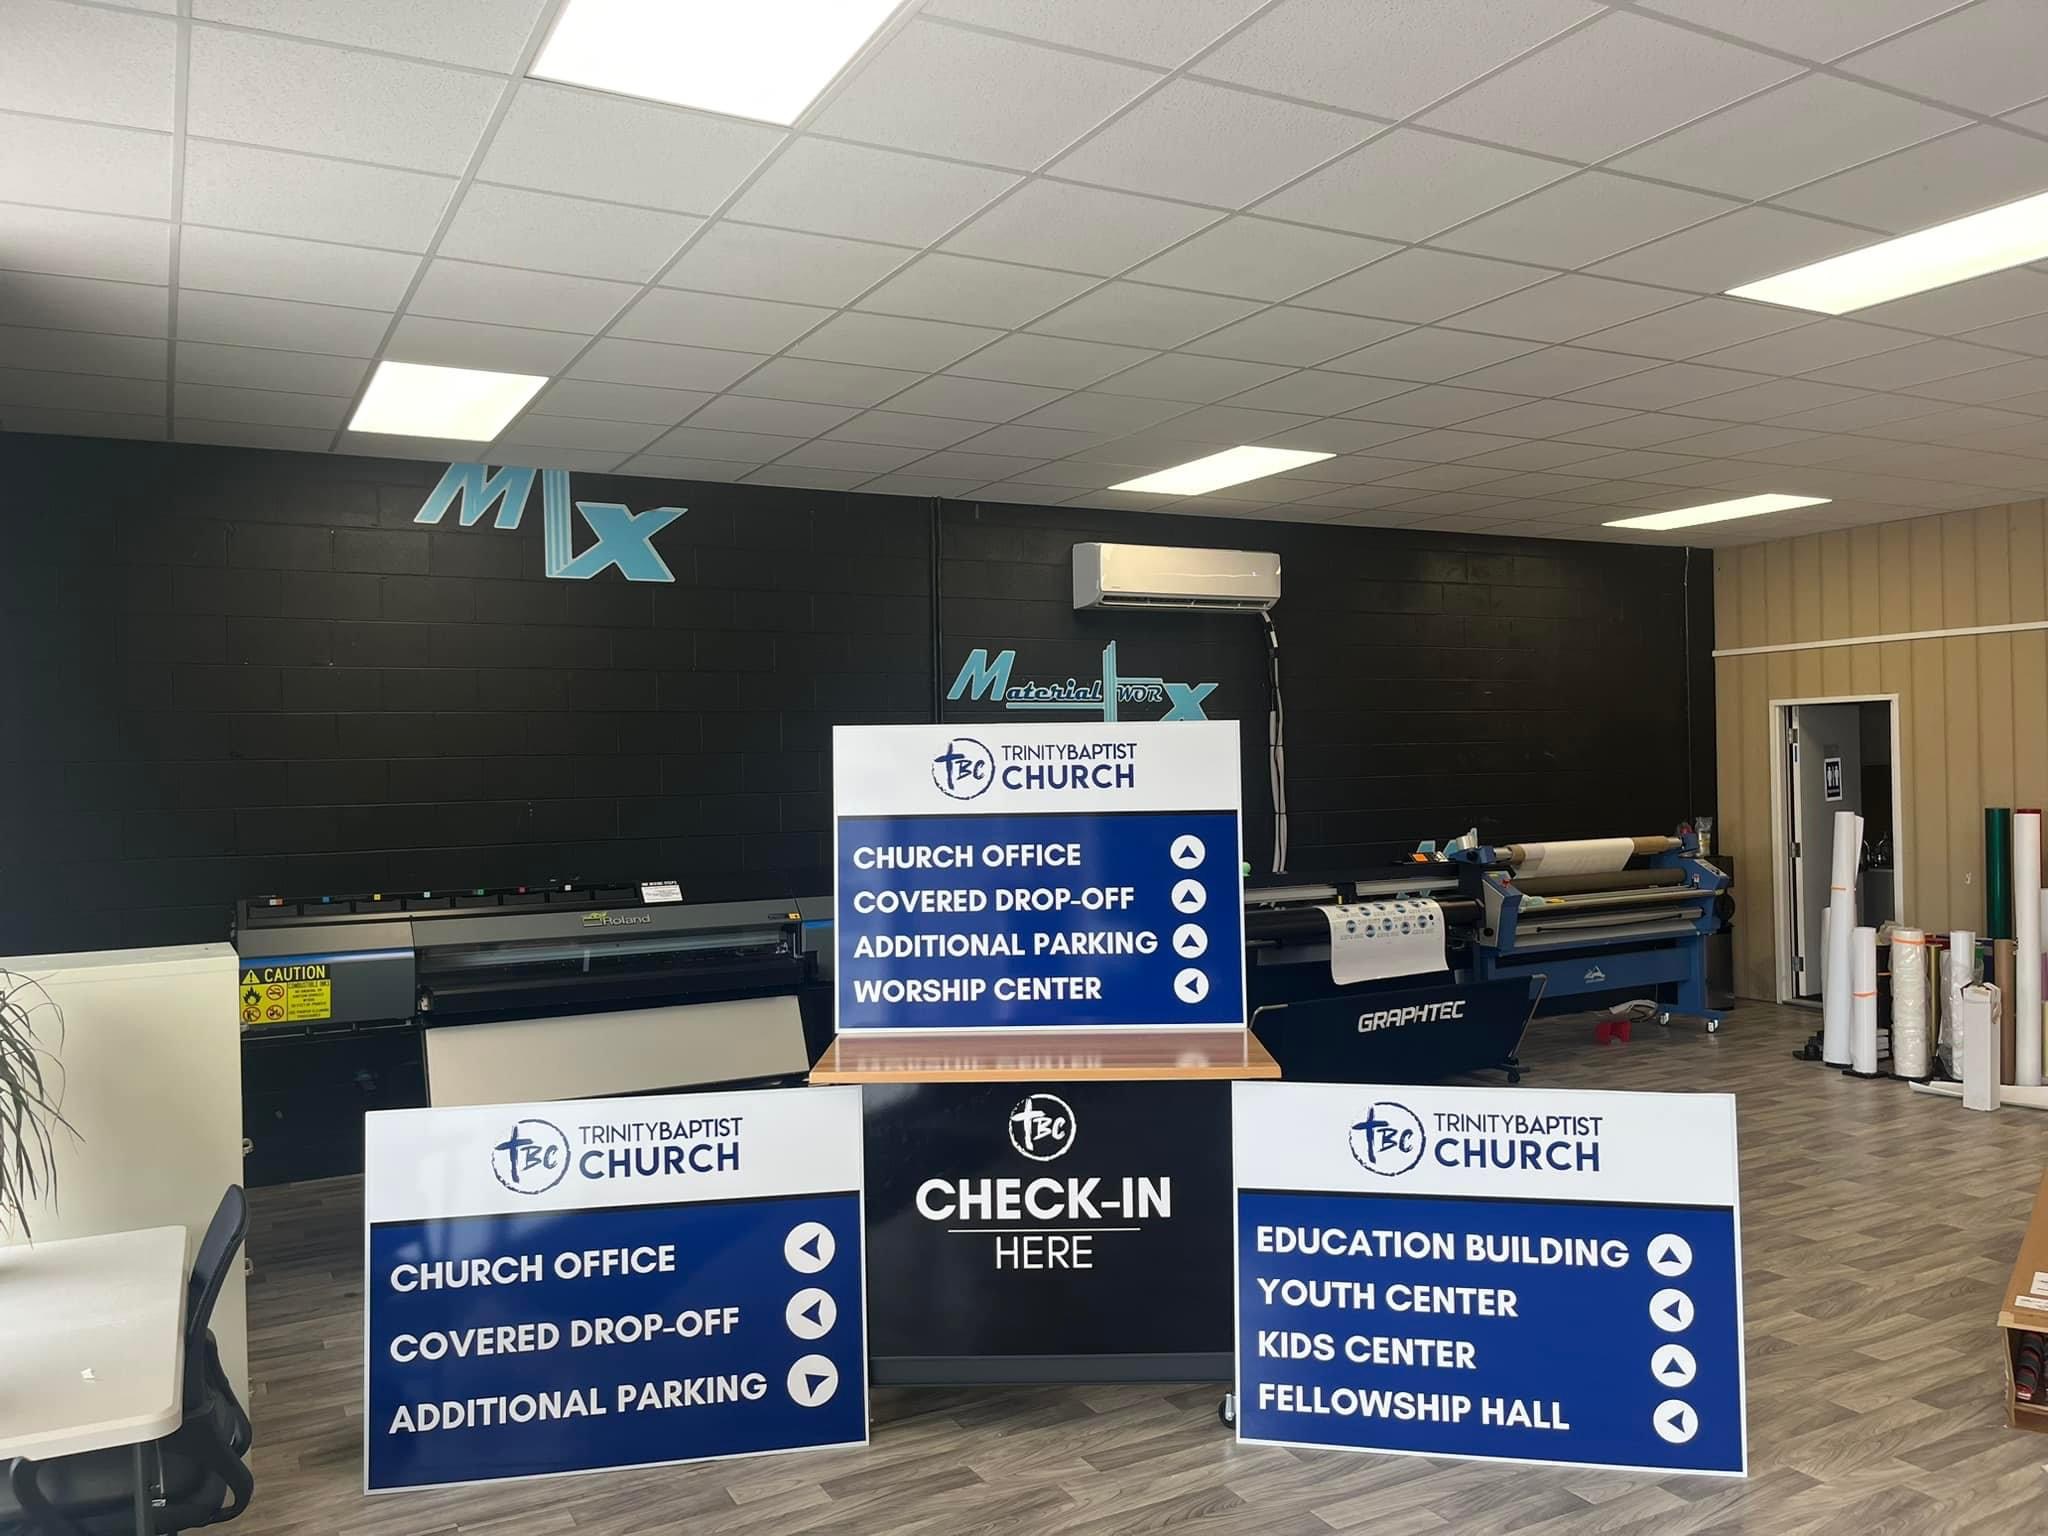 MX
Material WORX
TRINITYBAPTIST
CHURCH
TBC
CHURCH OFFICE
COVERED DROP-OFF
ADDITIONAL PARKING
WORSHIP CENTER
Roland
CAUTION
COMBUSTIBLE INKS
GRAPHTEC
TBC
TRINITYBAPTIST
CHURCH
CHURCH OFFICE
COVERED DROP-OFF
ADDITIONAL PARKING
TBC
CHECK-IN
HERE
TBC
TRINITYBAPTIST
CHURCH
EDUCATION BUILDING
YOUTH CENTER
KIDS CENTER
FELLOWSHIP HALL